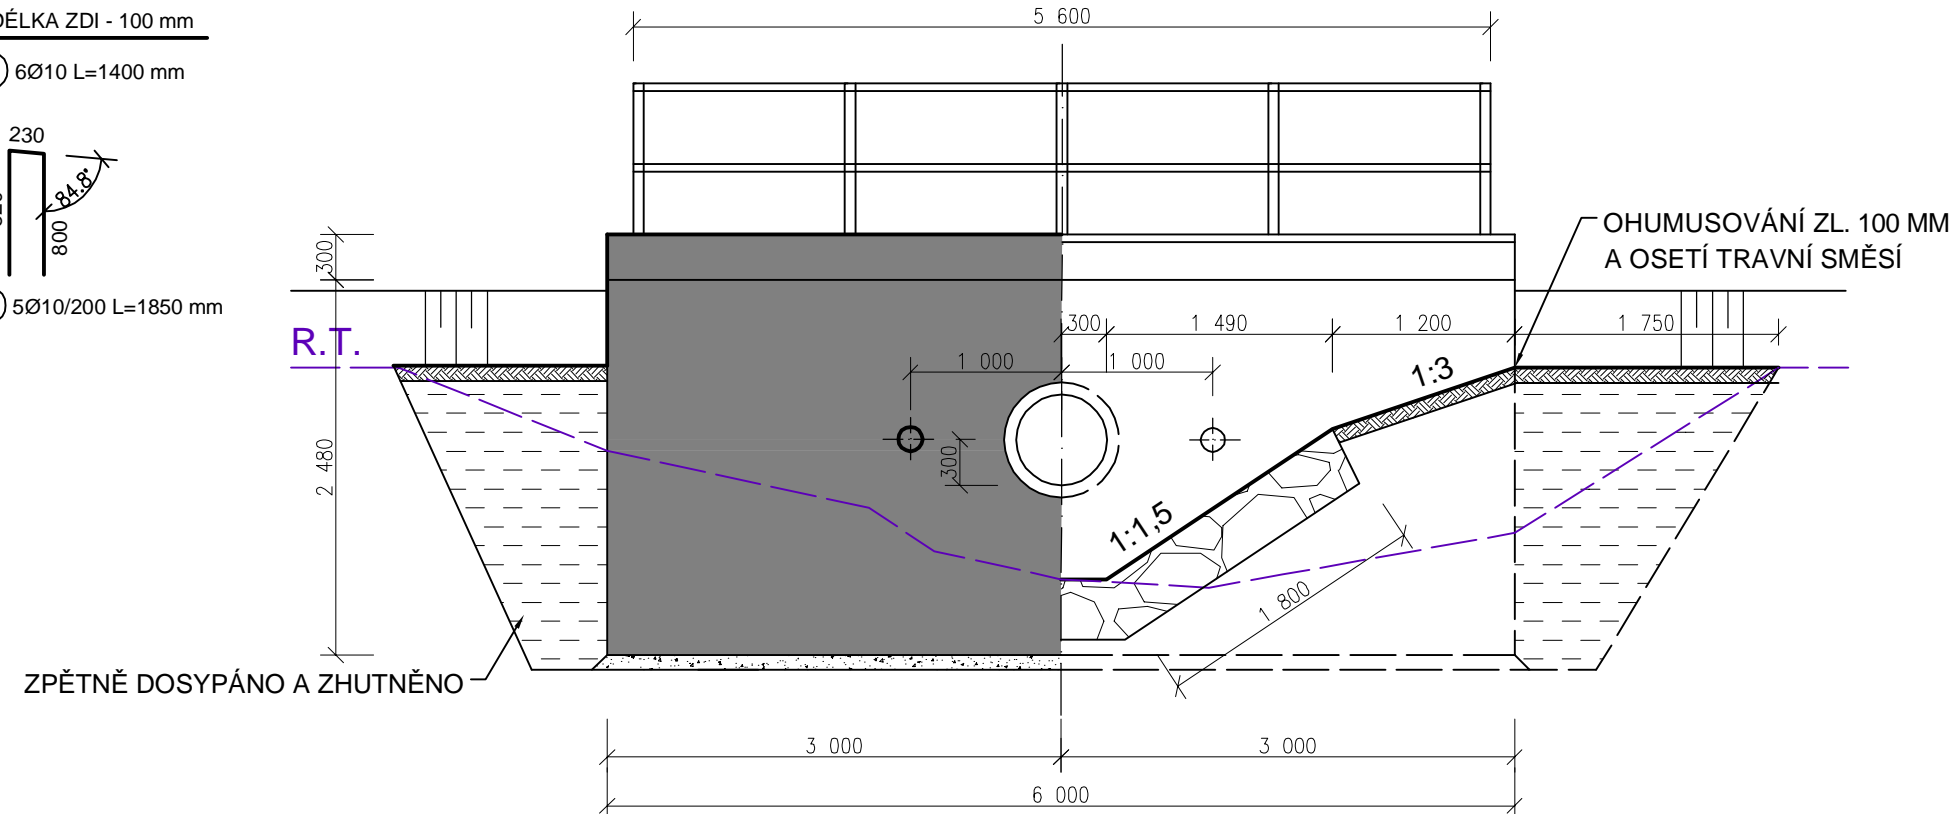 DÉLKA ZDI - 100 mm
6Ø10 L=1400 mm
230
84.8°
800
5Ø10/200 L=1850 mm
5 600
OHUMUSOVÁNÍ ZL. 100 MM
A OSETÍ TRAVNÍ SMĚSÍ
300
R.T.
300
1 490
1 200
1 750
1 000
1 000
1:3
2 480
300
1:1,5
1 800
ZPĚTNĚ DOSYPÁNO A ZHUTNĚNO
3 000
3 000
6 000